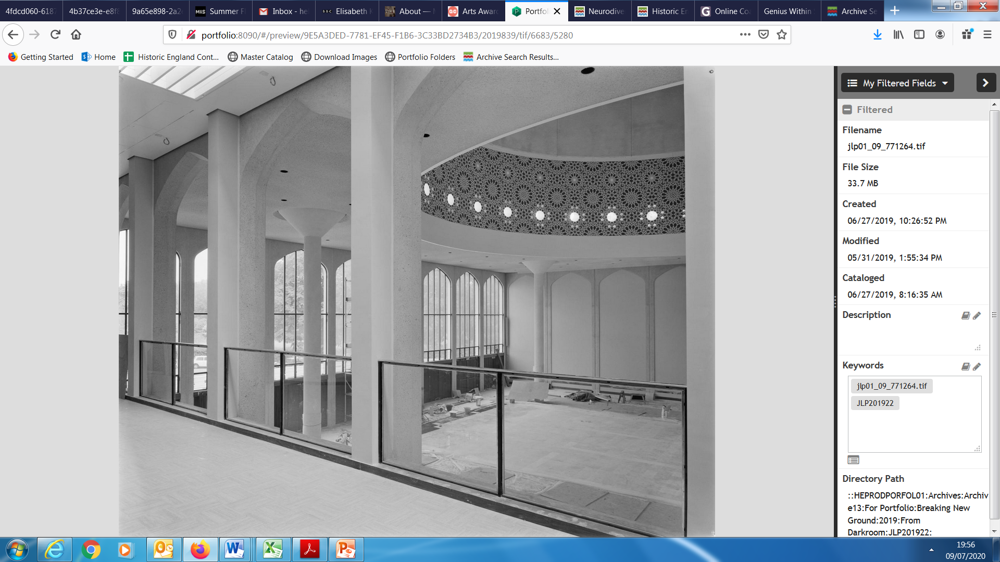 4fdcd060-6187
4b37ce3e-e8f8
9a65e898-2a2
M&S Summer F
Inbox - he
BBC Elisabeth K
About — N
ac Arts Awar
Portfol
Neurodive
Historic En
G Online Co
Genius Within
Archive Se
portfolio:8090/#/preview/9E5A3DED-7781-EF45-F1B6-3C33BD2734B3/2019839/tif/6683/5280
Getting Started
Home
Historic England Cont...
Master Catalog
Download Images
Portfolio Folders
Archive Search Results...
My Filtered Fields
Filtered
Filename
jlp01_09_771264.tif
File Size
33.7 MB
Created
06/27/2019, 10:26:52 PM
Modified
05/31/2019, 1:55:34 PM
Cataloged
06/27/2019, 8:16:35 AM
Description
Keywords
jlp01_09_771264.tif
JLP201922
Directory Path
::HEPRODPORFOL01:Archives:Archiv
e13:For Portfolio:Breaking New
Ground:2019:From
Darkroom:JLP201922:
19:56
09/07/2020